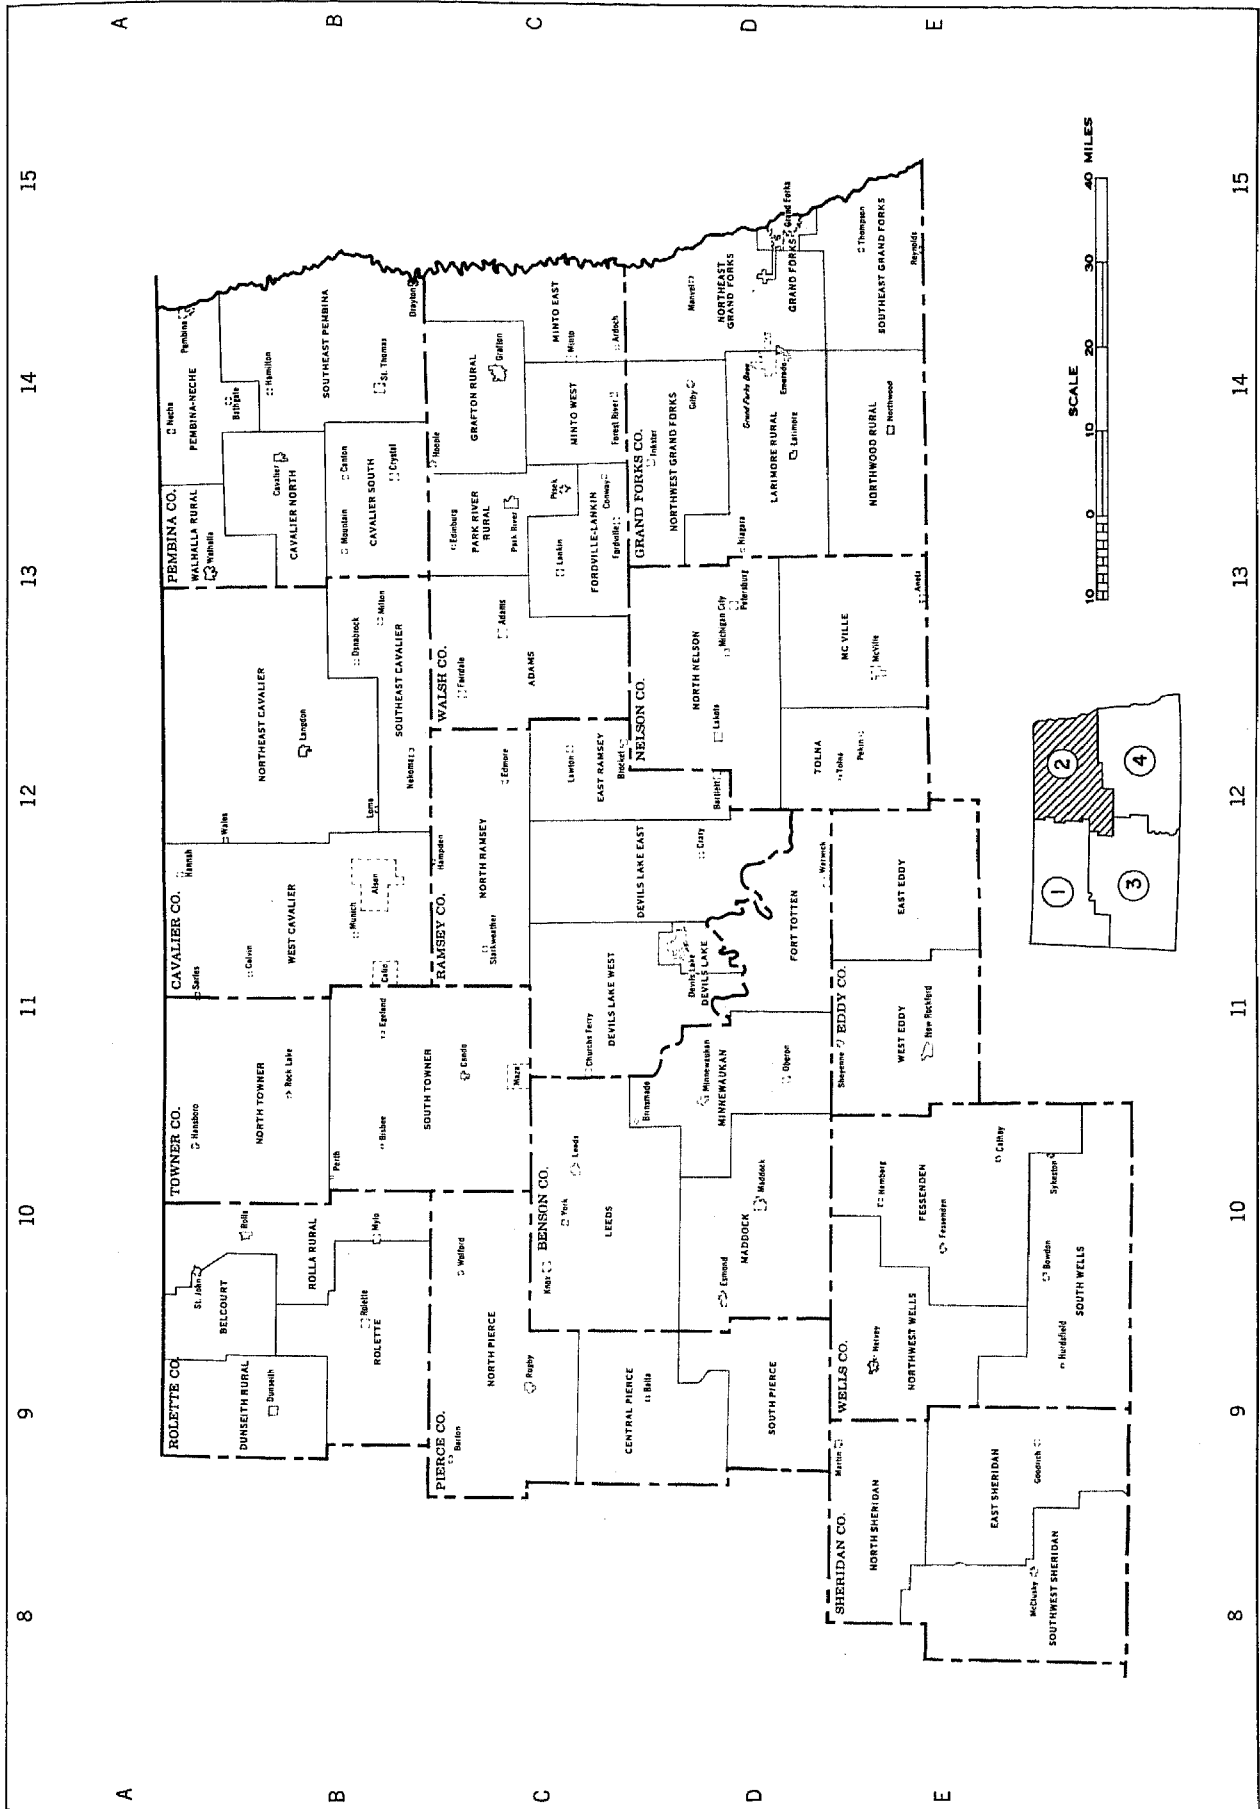 A
B
C
D
E
8
9
10
11
12
13
14
15
ROLETTE CO.
St. John
BELCOURT
DUNSEITH RURAL
Dunseith
Rolla
ROLLA RURAL
Mylo
Rolette
ROLETTE
TOWNER CO.
Hansboro
NORTH TOWNER
Rock Lake
Perth
Bisbee
Egeland
SOUTH TOWNER
Cando
Maza
CAVALIER CO.
Sarles
Hannah
Calvin
Wales
WEST CAVALIER
Munich
Alsen
Calio
NORTHEAST CAVALIER
Langdon
Loma
Nekoma
Osnabrock
Milton
SOUTHEAST CAVALIER
PEMBINA CO.
WALHALLA RURAL
Walhalla
Neche
PEMBINA-NECHE
Pembina
Bathgate
Hamilton
Cavalier
CAVALIER NORTH
Mountain
Canton
CAVALIER SOUTH
Crystal
SOUTHEAST PEMBINA
St. Thomas
Drayton
PIERCE CO.
Barton
Wolford
NORTH PIERCE
Rugby
CENTRAL PIERCE
Balta
SOUTH PIERCE
BENSON CO.
Knox
York
Leeds
LEEDS
Brinsmade
Minnewaukan
MINNEWAUKAN
Esmond
MADDOCK
Maddock
Oberon
FORT TOTTEN
Warwick
RAMSEY CO.
Hampden
NORTH RAMSEY
Starkweather
Edmore
Churchs Ferry
DEVILS LAKE WEST
Devils Lake
DEVILS LAKE
DEVILS LAKE EAST
Crary
Lawton
EAST RAMSEY
Brocket
Bartlett
WALSH CO.
Fairdale
Adams
ADAMS
Edinburg
PARK RIVER
RURAL
Park River
Hoople
GRAFTON RURAL
Grafton
Lankin
Pisek
FORDVILLE-LANKIN
Conway
Fordville
MINTO WEST
Forest River
MINTO EAST
Minto
Ardoch
NELSON CO.
NORTH NELSON
Lakota
Michigan City
Petersburg
TOLNA
Tolna
Pekin
MC VILLE
McVille
Aneta
GRAND FORKS CO.
Inkster
NORTHWEST GRAND FORKS
Gilby
Manvel
NORTHEAST
GRAND FORKS
Niagara
LARIMORE RURAL
Larimore
Grand Forks Base
Emerado
GRAND FORKS
Grand Forks
NORTHWOOD RURAL
Northwood
Thompson
SOUTHEAST GRAND FORKS
Reynolds
SHERIDAN CO.
Martin
NORTH SHERIDAN
EAST SHERIDAN
Goodrich
McClusky
SOUTHWEST SHERIDAN
WELLS CO.
Harvey
NORTHWEST WELLS
Hamberg
FESSENDEN
Fessenden
Cathay
Sykeston
Bowdon
Hurdsfield
SOUTH WELLS
EDDY CO.
Sheyenne
WEST EDDY
New Rockford
EAST EDDY
SCALE
10 0 10 20 30 40 MILES
1
2
3
4
A
B
C
D
E
8
9
10
11
12
13
14
15